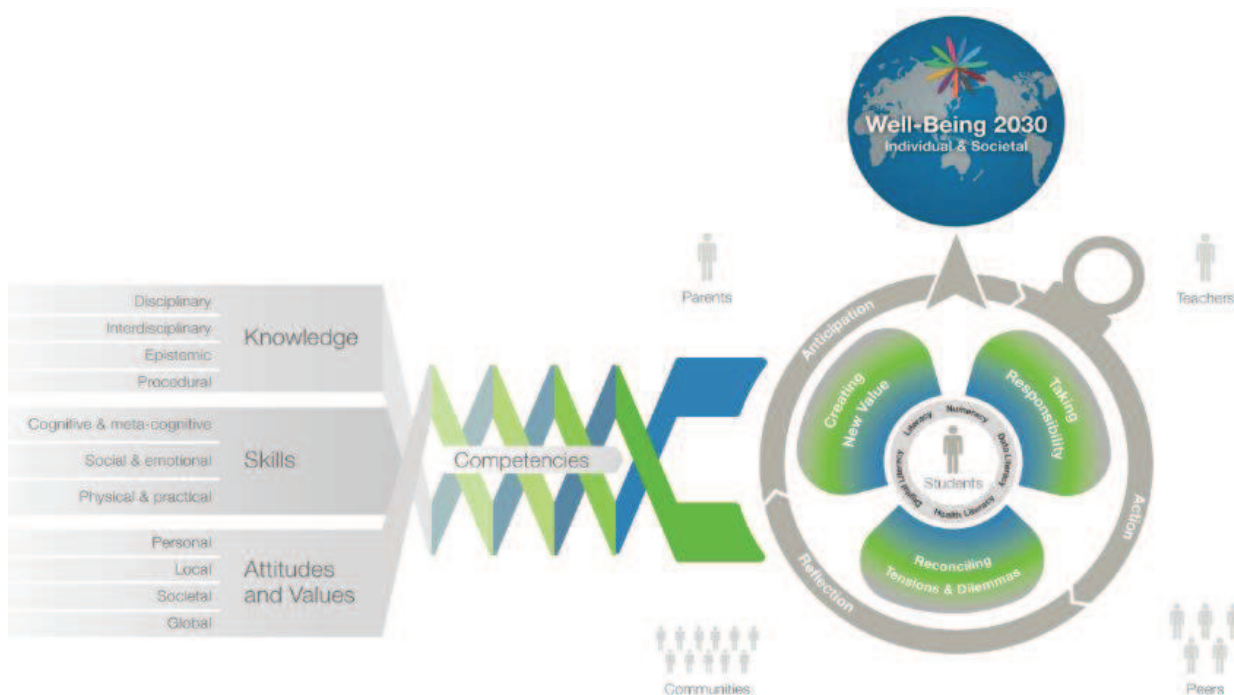 Well-Being 2030
Individual & Societal
Parents
Teachers
Disciplinary
Interdisciplinary
Epistemic
Procedural
Knowledge
Cognitive & meta-cognitive
Social & emotional
Physical & practical
Skills
Personal
Local
Societal
Global
Attitudes
and Values
Competencies
Anticipation
Action
Reflection
Creating
New Value
Taking
Responsibility
Reconciling
Tensions & Dilemmas
Literacy
Numeracy
Data Literacy
Health Literacy
Digital Literacy
Students
Communities
Peers